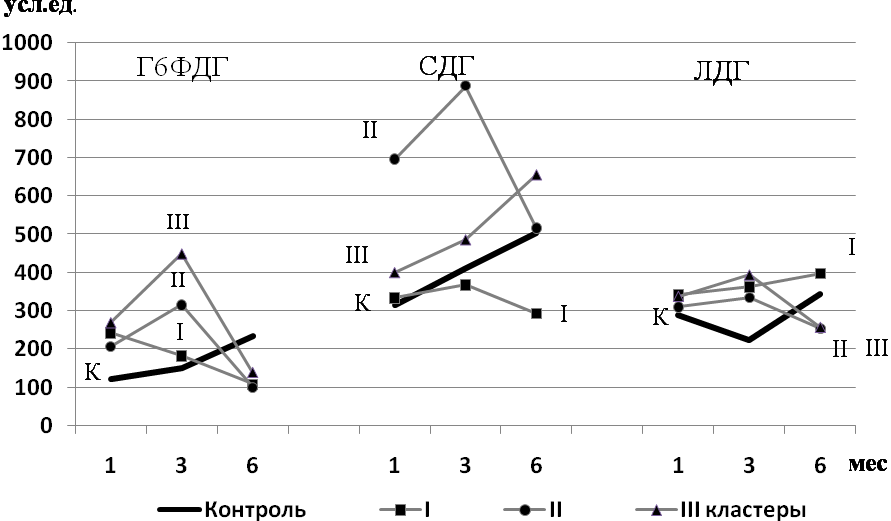 усл.ед.
1000
Г6ФДГ СДГ ЛДГ
900
800
II
700
600
III
500
III I
400
II
К I К
300
I
II III
200
К
100
0
1 3 6 1 3 6 1 3 6 мес
Контроль I II III кластеры